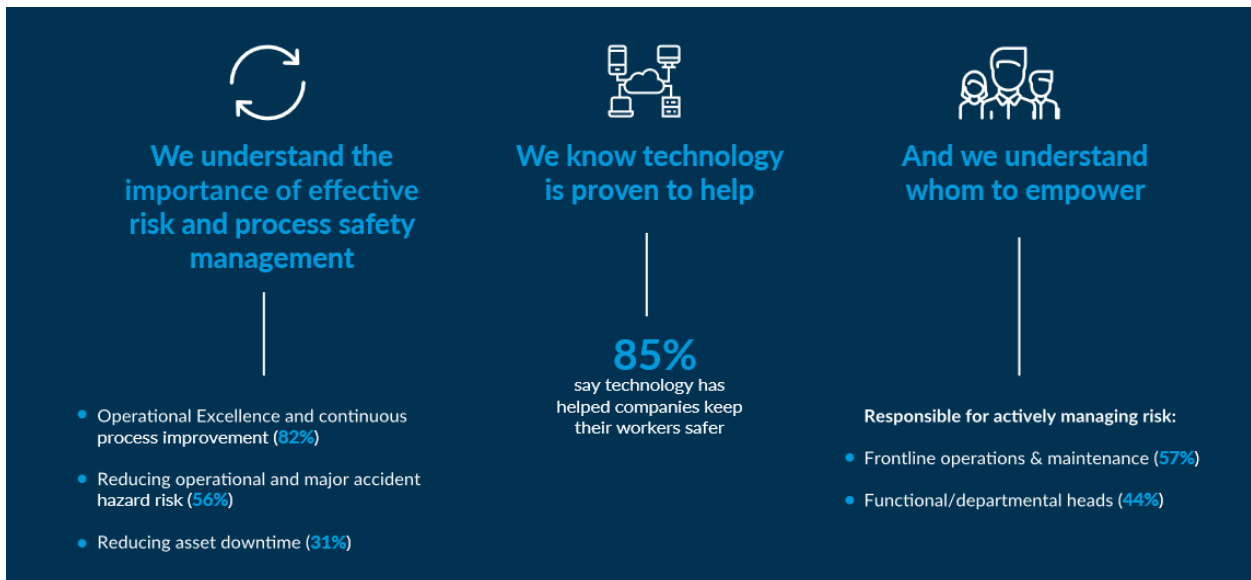 We understand the
importance of effective
risk and process safety
management
• Operational Excellence and continuous
process improvement (82%)
• Reducing operational and major accident
hazard risk (56%)
• Reducing asset downtime (31%)
We know technology
is proven to help
85%
say technology has
helped companies keep
their workers safer
And we understand
whom to empower
Responsible for actively managing risk:
• Frontline operations & maintenance (57%)
• Functional/departmental heads (44%)